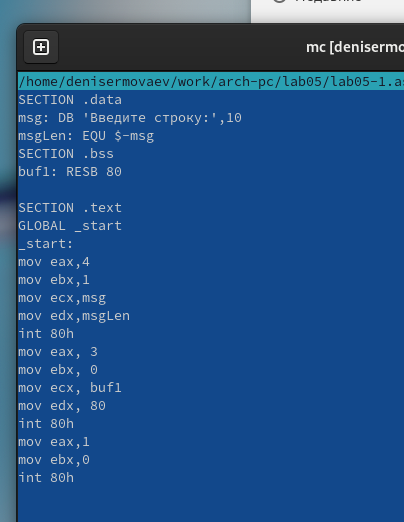 mc [denisermo
/home/denisermovaev/work/arch-pc/lab05/lab05-1.a
SECTION .data
msg: DB 'Введите строку:',10
msgLen: EQU $-msg
SECTION .bss
buf1: RESB 80
SECTION .text
GLOBAL _start
_start:
mov eax,4
mov ebx,1
mov ecx,msg
mov edx,msgLen
int 80h
mov eax, 3
mov ebx, 0
mov ecx, buf1
mov edx, 80
int 80h
mov eax,1
mov ebx,0
int 80h